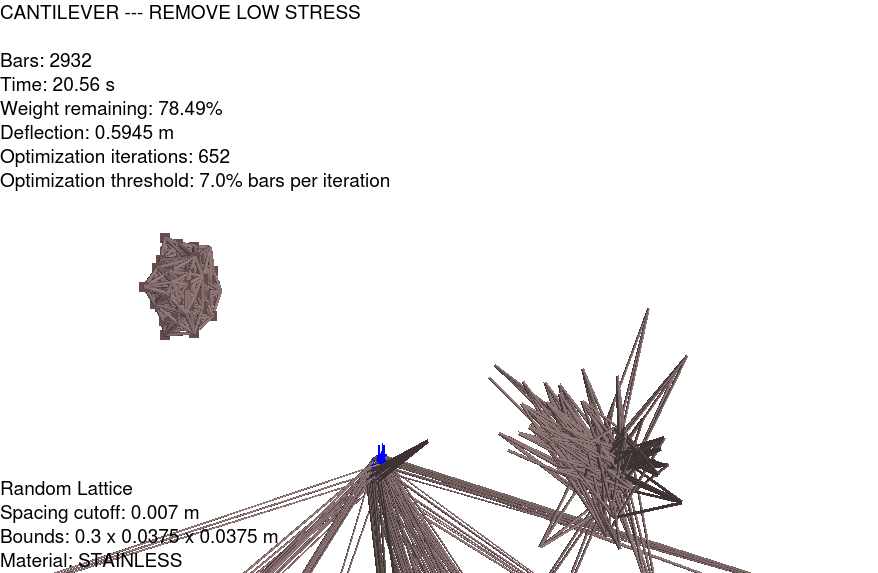 CANTILEVER --- REMOVE LOW STRESS
Bars: 2932
Time: 20.56 s
Weight remaining: 78.49%
Deflection: 0.5945 m
Optimization iterations: 652
Optimization threshold: 7.0% bars per iteration
Random Lattice
Spacing cutoff: 0.007 m
Bounds: 0.3 x 0.0375 x 0.0375 m
Material: STAINLESS